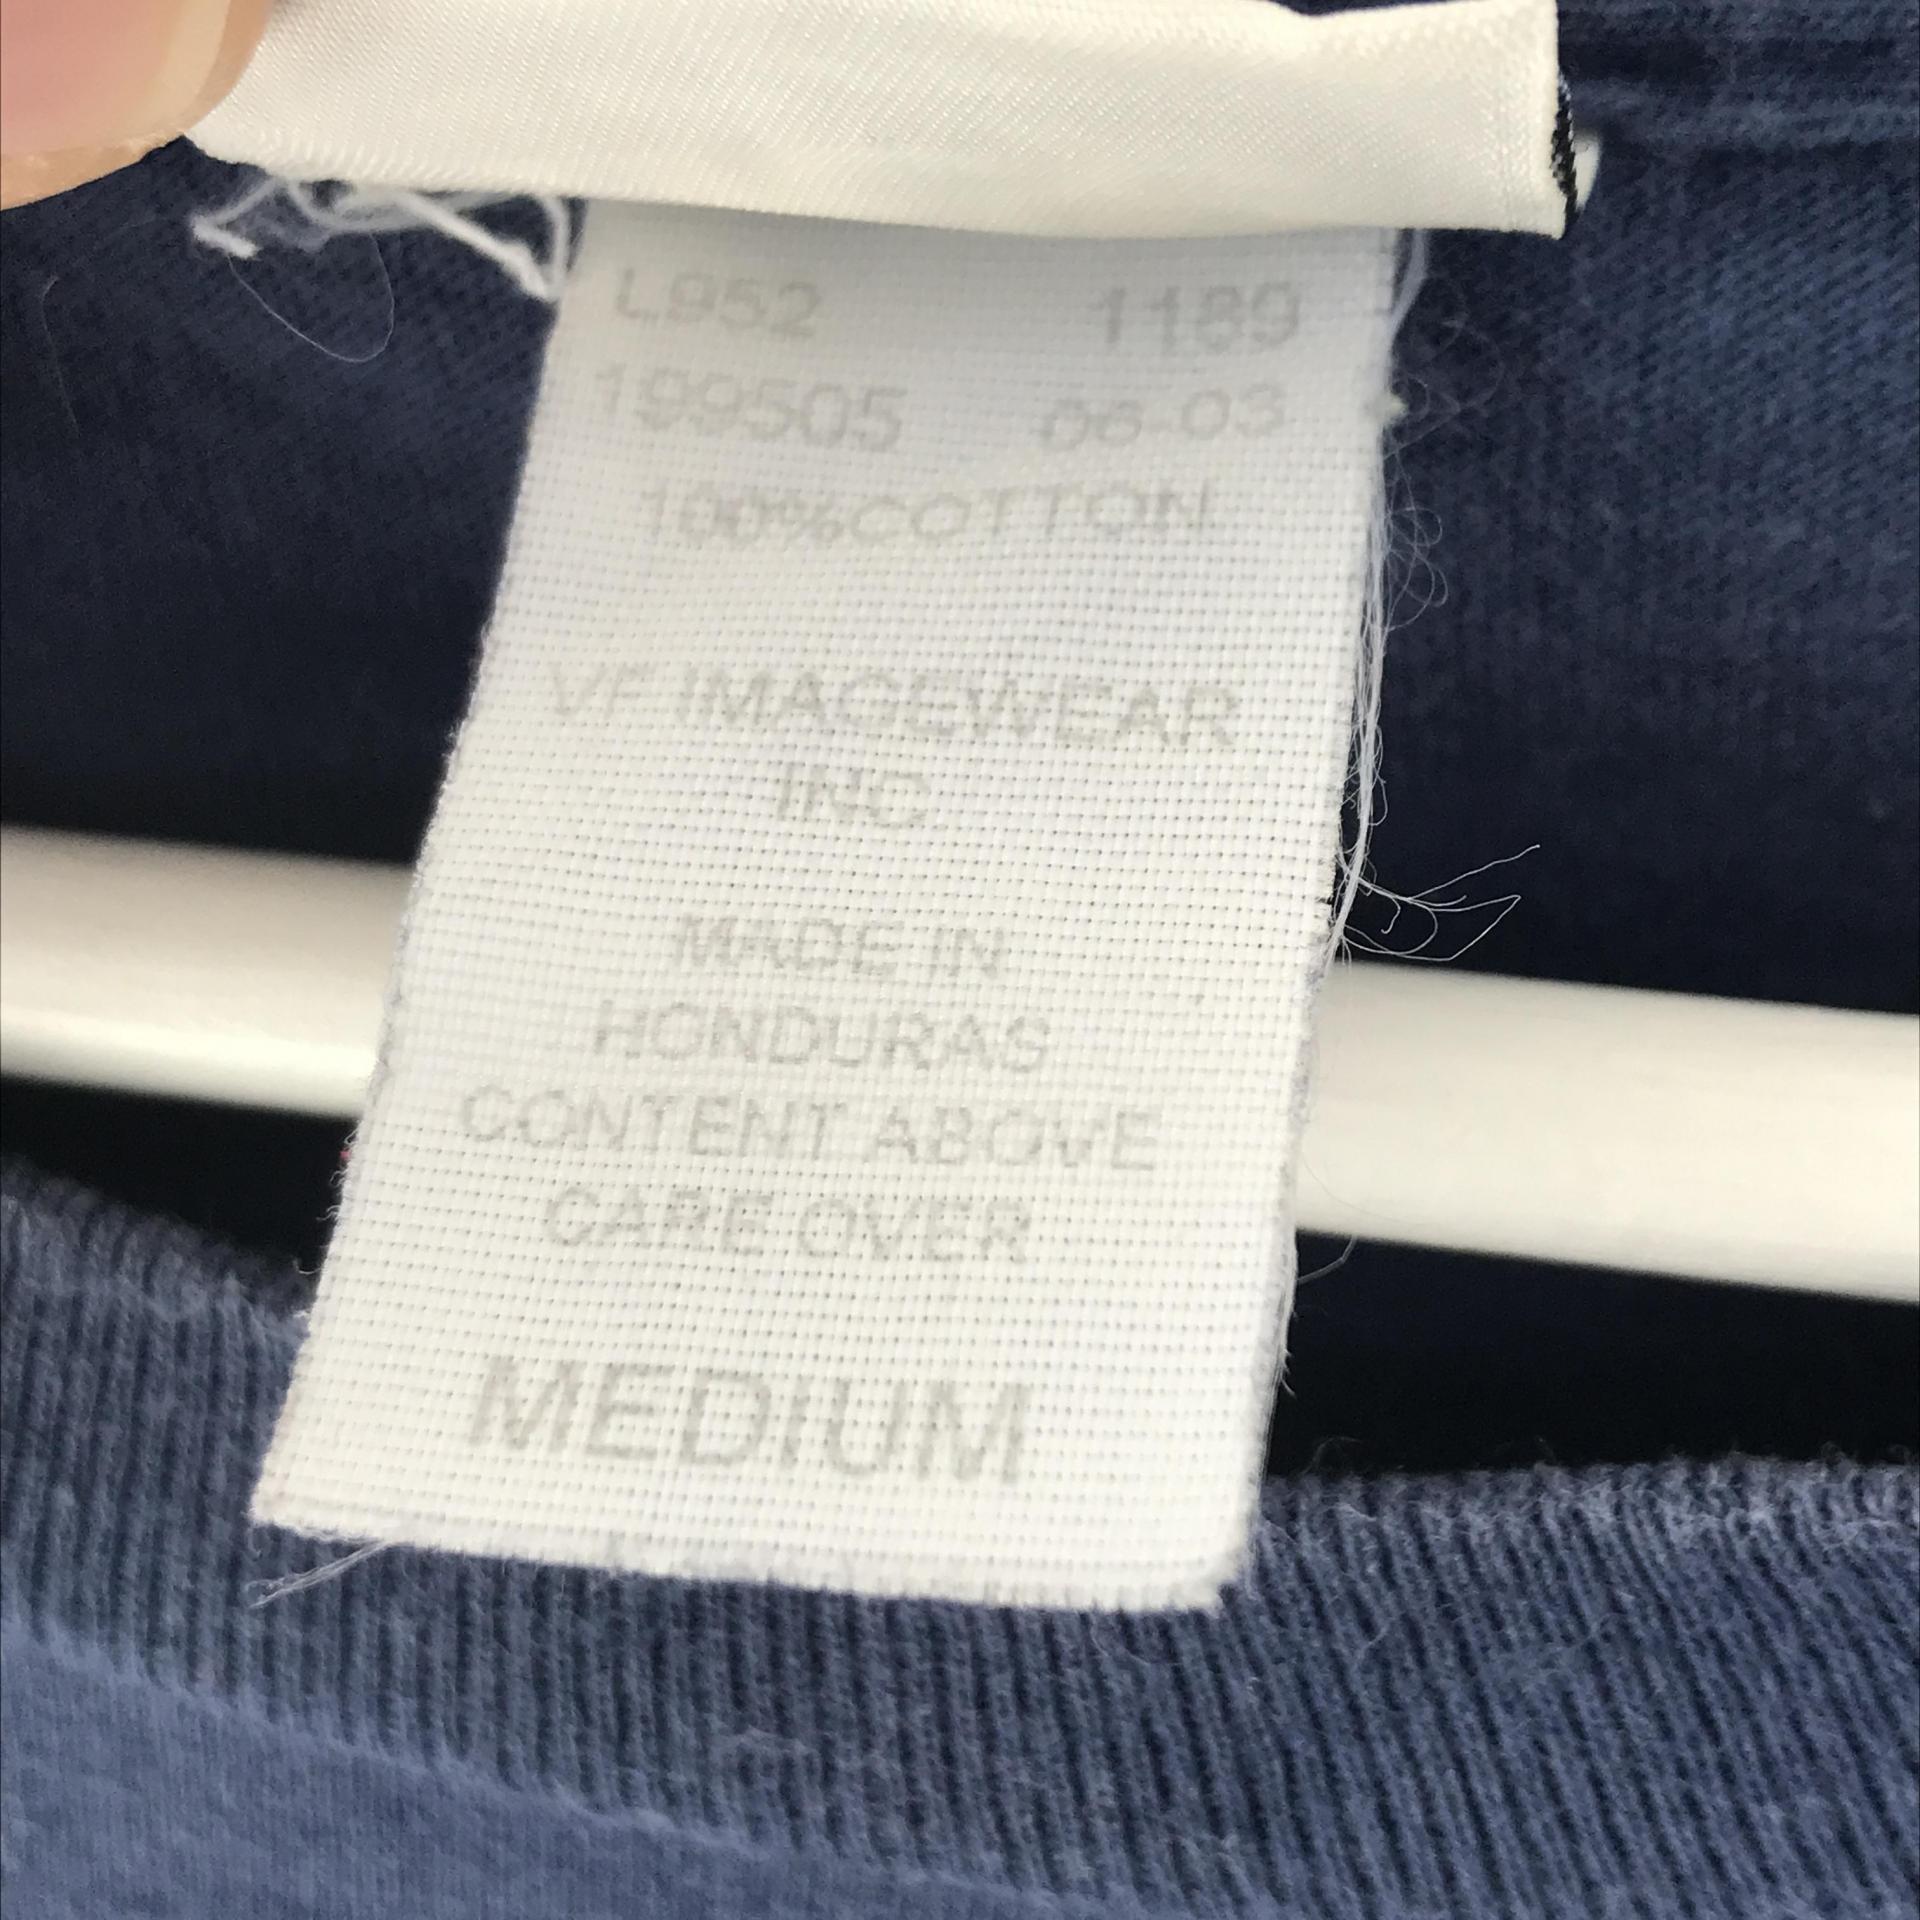 L952 1189
199505 06-03
100%COTTON
VF IMAGEWEAR
INC
MADE IN
HONDURAS
CONTENT ABOVE
CARE OVER
MEDIUM